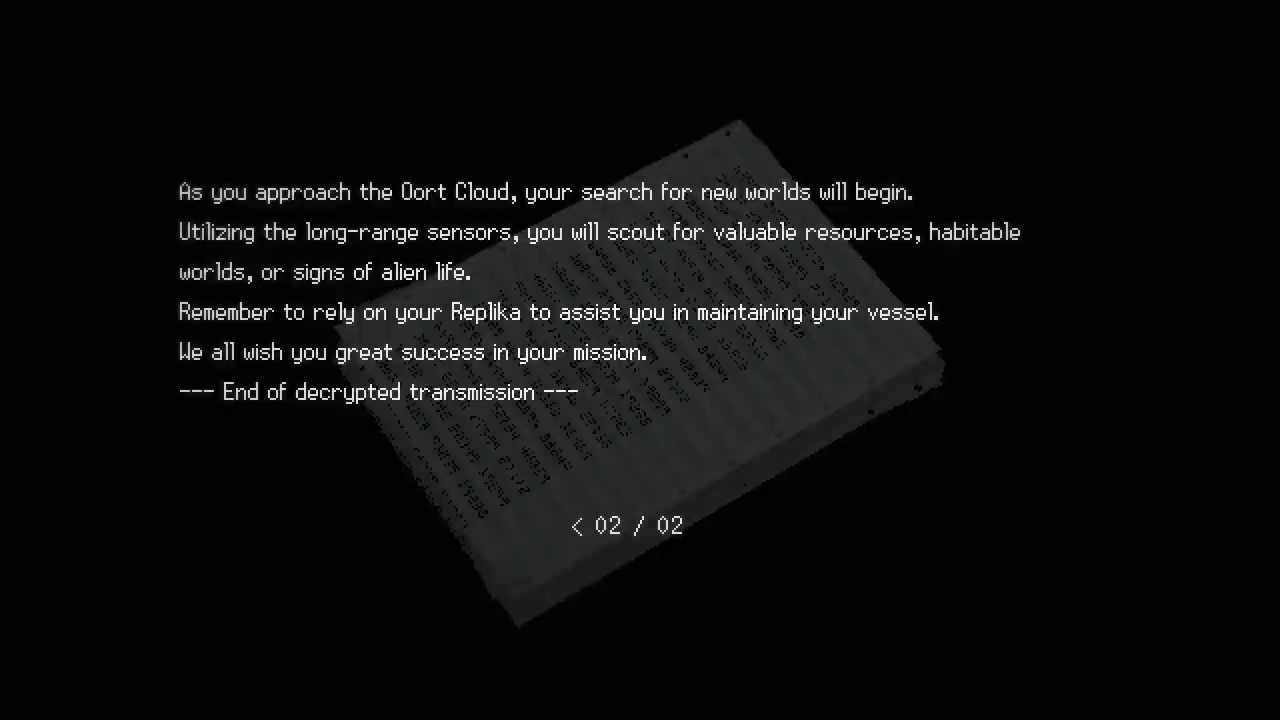 As you approach the Oort Cloud, your search for new worlds will begin.
Utilizing the long-range sensors, you will scout for valuable resources, habitable
worlds, or signs of alien life.
Remember to rely on your Replika to assist you in maintaining your vessel.
We all wish you great success in your mission.
--- End of decrypted transmission ---
< 02 / 02